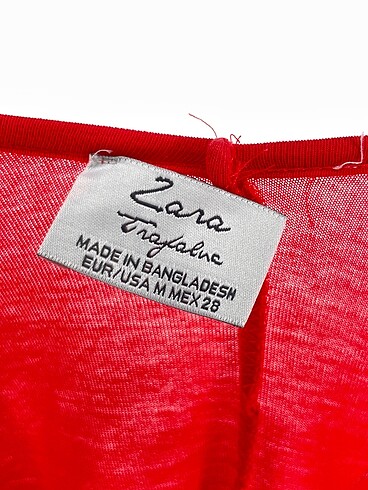 Zara
Trafaluc
MADE IN BANGLADESH
EUR/USA M MEX 28